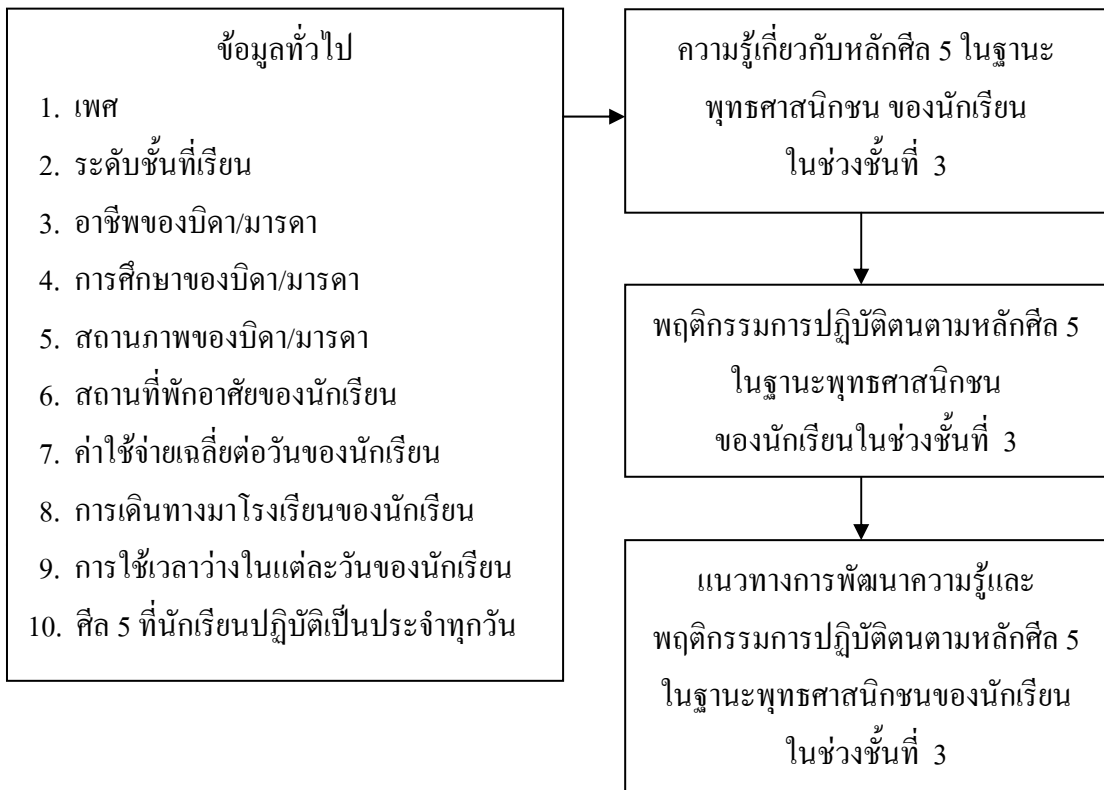 ข้อมูลทั่วไป
1. เพศ
2. ระดับชั้นที่เรียน
3. อาชีพของบิดา/มารดา
4. การศึกษาของบิดา/มารดา
5. สถานภาพของบิดา/มารดา
6. สถานที่พักอาศัยของนักเรียน
7. ค่าใช้จ่ายเฉลี่ยต่อวันของนักเรียน
8. การเดินทางมาโรงเรียนของนักเรียน
9. การใช้เวลาว่างในแต่ละวันของนักเรียน
10. ศีล 5 ที่นักเรียนปฏิบัติเป็นประจำทุกวัน
ความรู้เกี่ยวกับหลักศีล 5 ในฐานะ
พุทธศาสนิกชน ของนักเรียน
ในช่วงชั้นที่ 3
พฤติกรรมการปฏิบัติตนตามหลักศีล 5
ในฐานะพุทธศาสนิกชน
ของนักเรียนในช่วงชั้นที่ 3
แนวทางการพัฒนาความรู้และ
พฤติกรรมการปฏิบัติตนตามหลักศีล 5
ในฐานะพุทธศาสนิกชนของนักเรียน
ในช่วงชั้นที่ 3